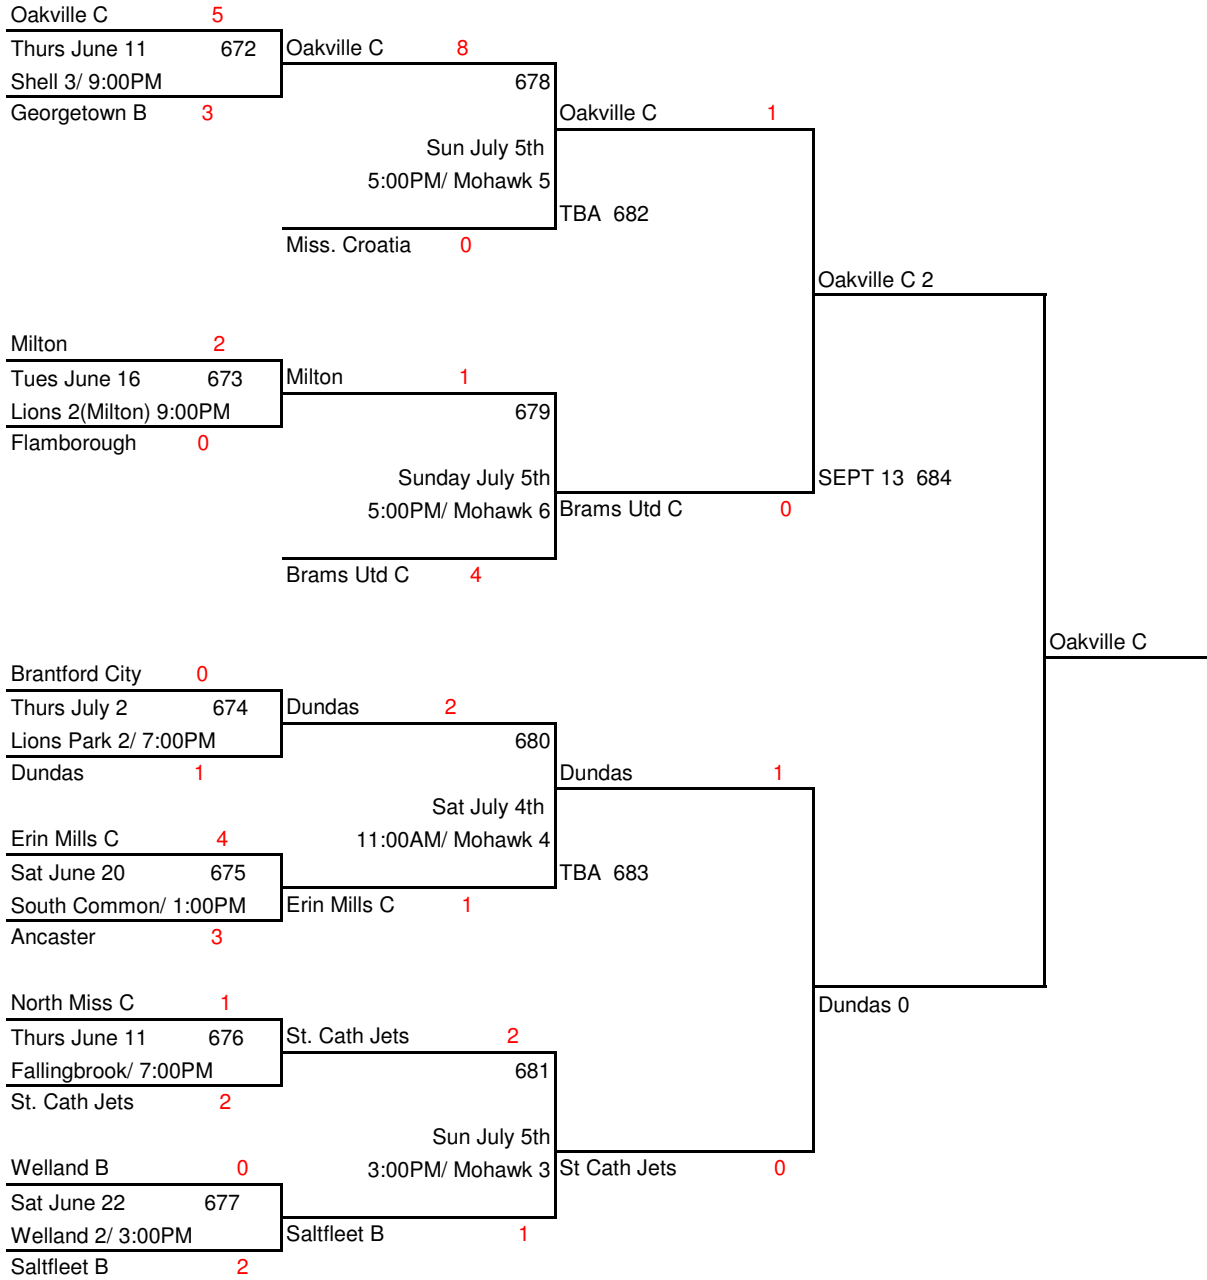 Oakville C 5
Thurs June 11 672
Shell 3/ 9:00PM
Georgetown B 3
Oakville C 8
678
Sun July 5th
5:00PM/ Mohawk 5
Miss. Croatia 0
Oakville C 1
TBA 682
Milton 2
Tues June 16 673
Lions 2(Milton) 9:00PM
Flamborough 0
Milton 1
679
Sunday July 5th
5:00PM/ Mohawk 6
Brams Utd C 4
Brams Utd C 0
Oakville C 2
SEPT 13 684
Oakville C
Brantford City 0
Thurs July 2 674
Lions Park 2/ 7:00PM
Dundas 1
Dundas 2
680
Sat July 4th
11:00AM/ Mohawk 4
Erin Mills C 4
Sat June 20 675
South Common/ 1:00PM
Ancaster 3
Erin Mills C 1
Dundas 1
TBA 683
North Miss C 1
Thurs June 11 676
Fallingbrook/ 7:00PM
St. Cath Jets 2
St. Cath Jets 2
681
Sun July 5th
3:00PM/ Mohawk 3
Welland B 0
Sat June 22 677
Welland 2/ 3:00PM
Saltfleet B 2
Saltfleet B 1
St Cath Jets 0
Dundas 0